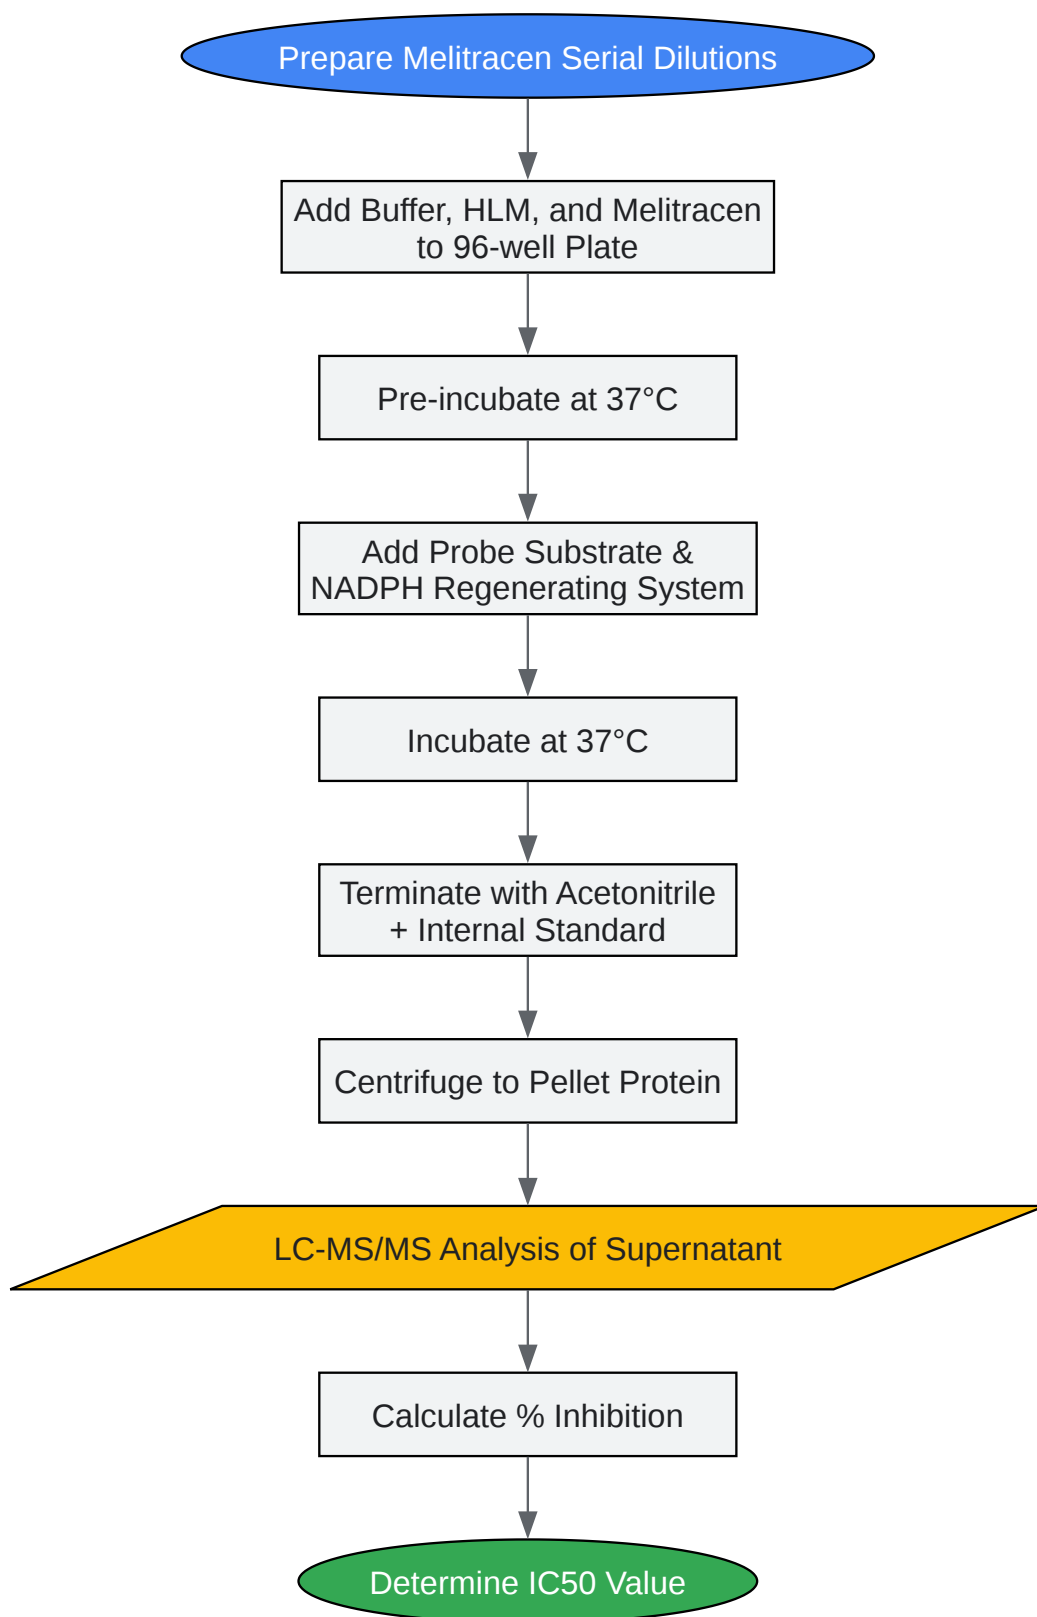 Prepare Melitracen Serial Dilutions
Add Buffer, HLM, and Melitracen
to 96-well Plate
Pre-incubate at 37°C
Add Probe Substrate &
NADPH Regenerating System
Incubate at 37°C
Terminate with Acetonitrile
+ Internal Standard
Centrifuge to Pellet Protein
LC-MS/MS Analysis of Supernatant
Calculate % Inhibition
Determine IC50 Value